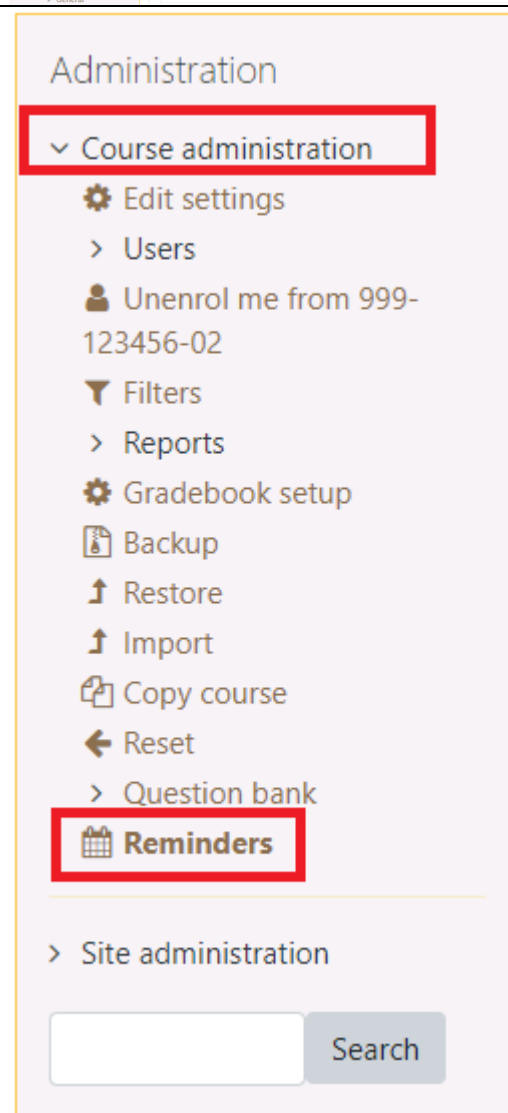 General
Administration
Course administration
Edit settings
Users
Unenrol me from 999-
123456-02
Filters
Reports
Gradebook setup
Backup
Restore
Import
Copy course
Reset
Question bank
Reminders
Site administration
Search